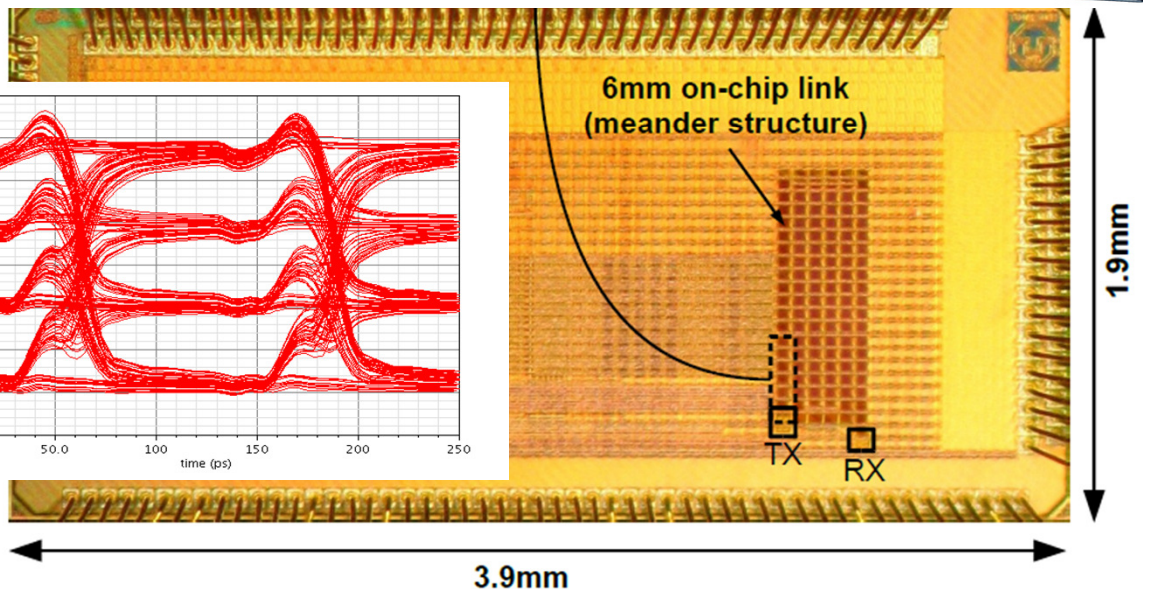 6mm on-chip link
(meander structure)
1.9mm
TX
RX
50.0
100
150
200
250
time (ps)
3.9mm